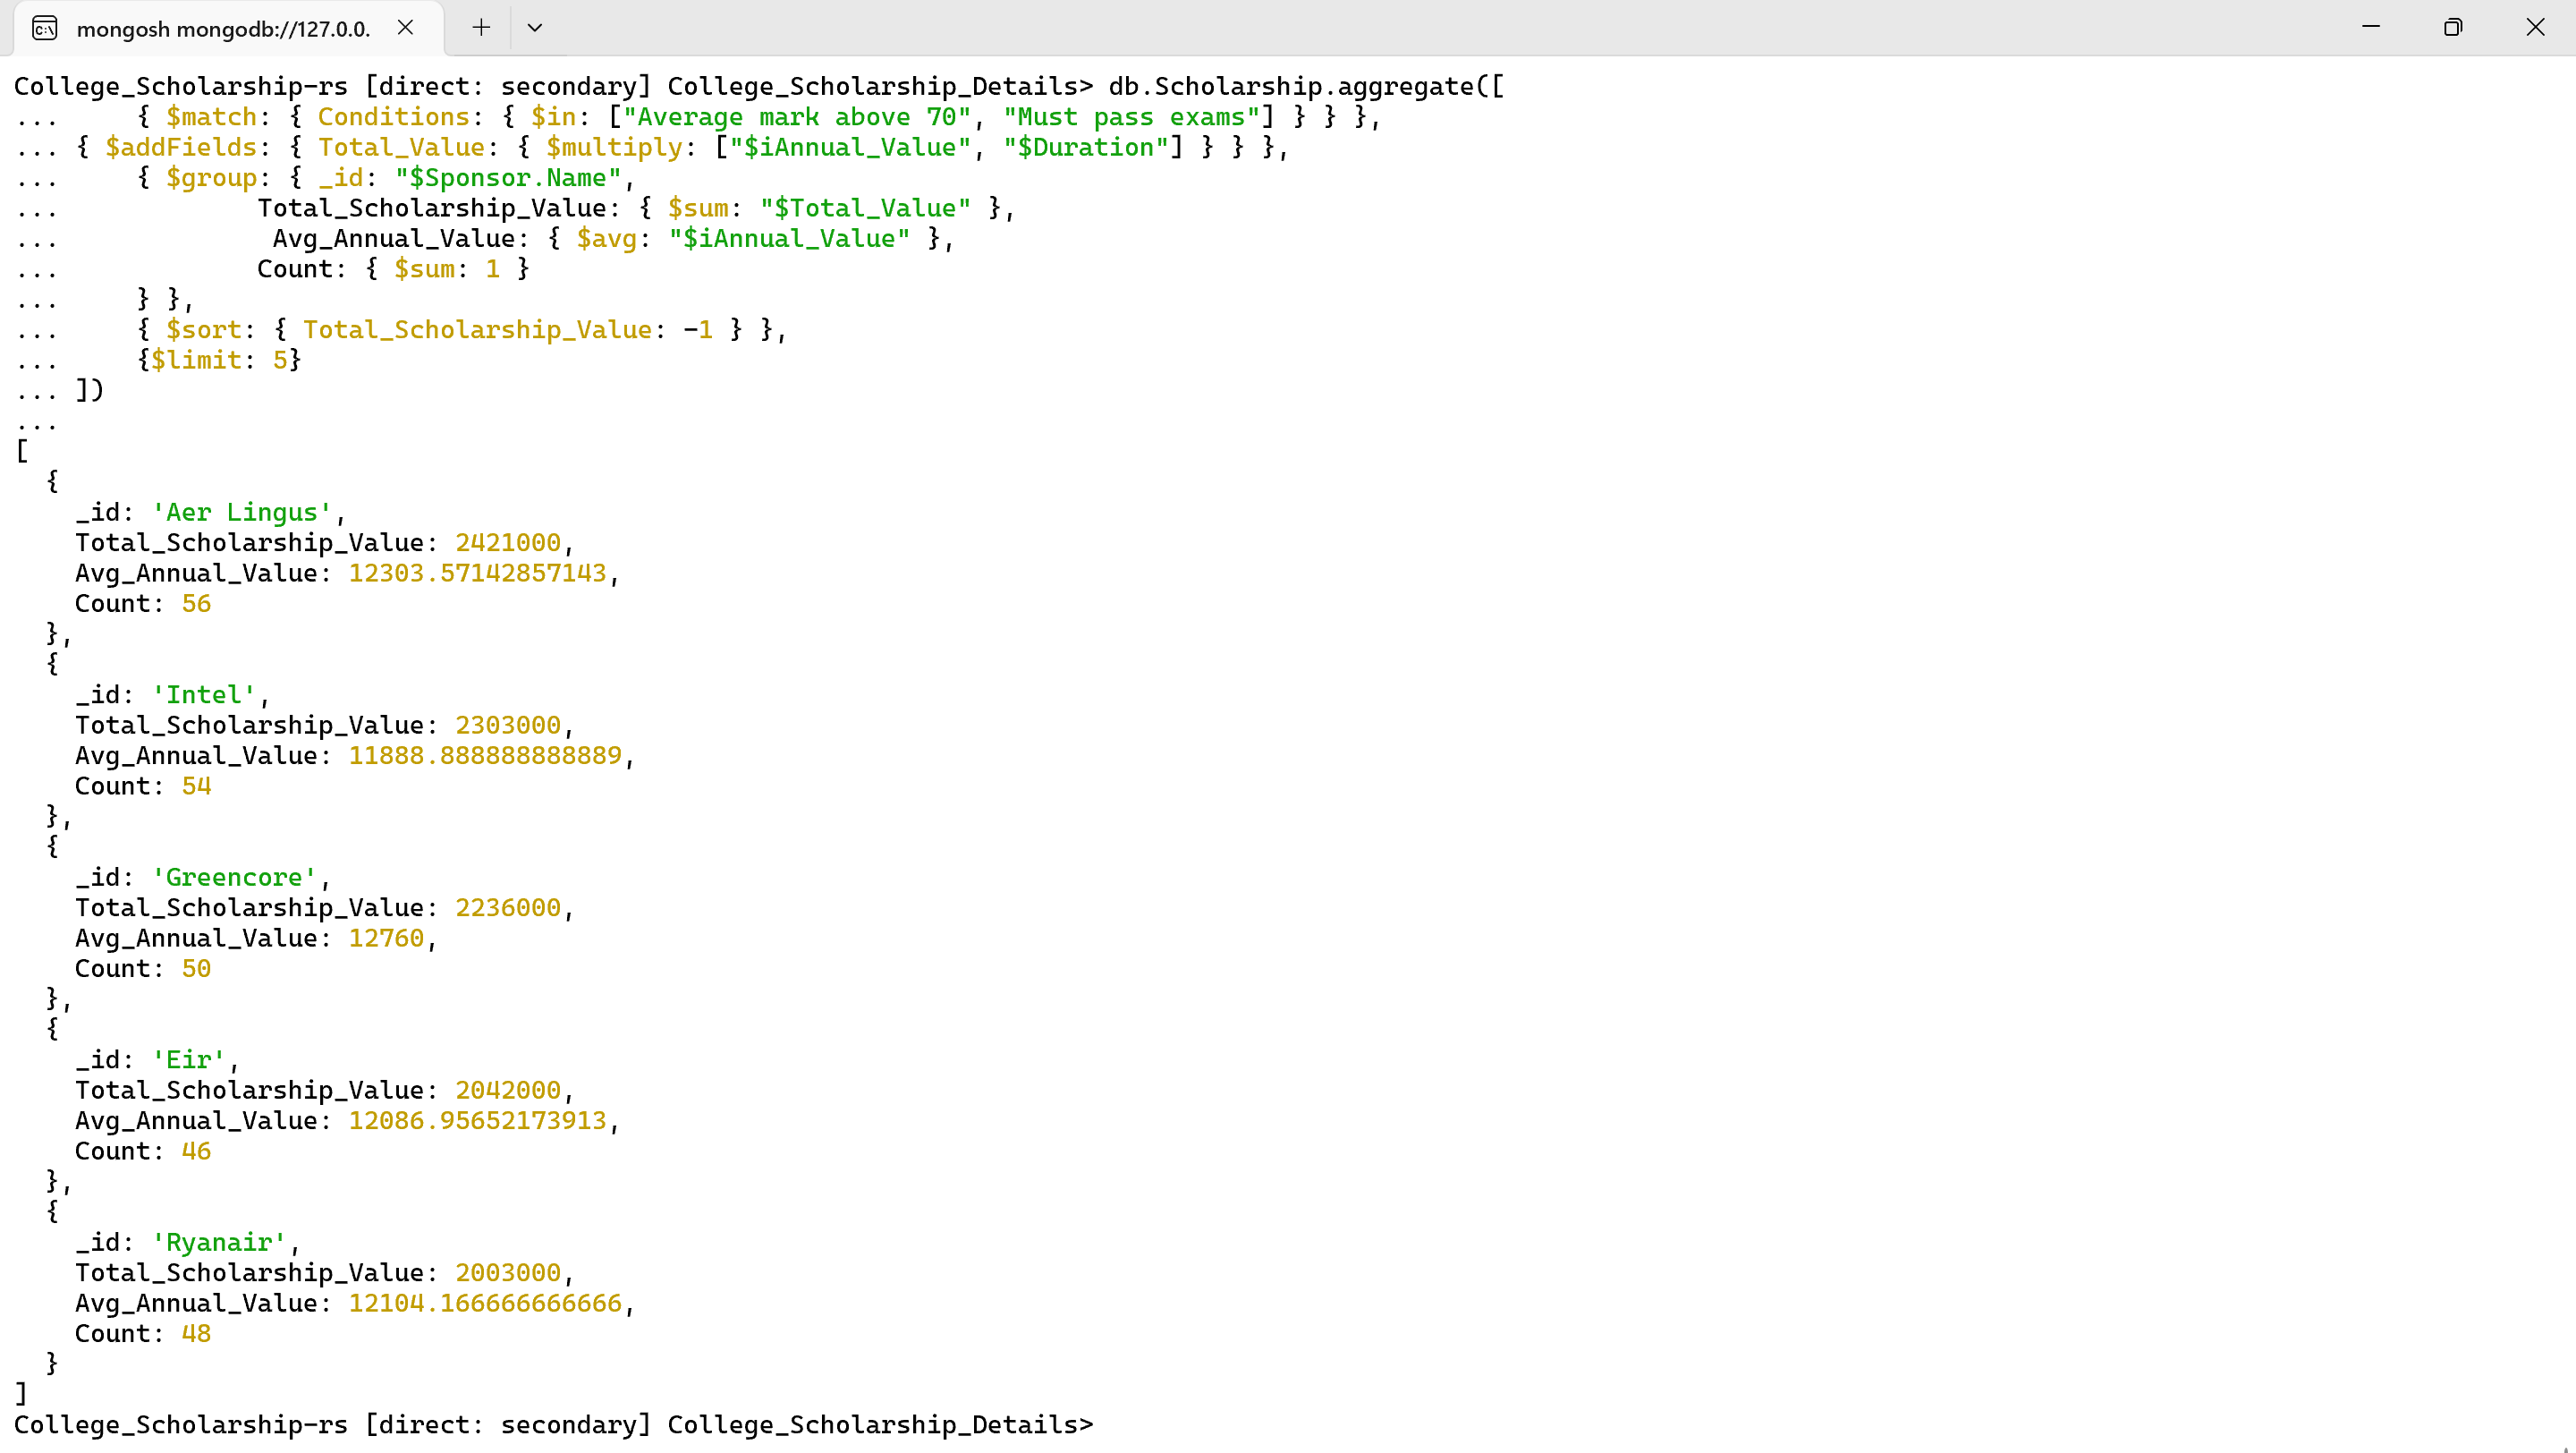 mongosh mongodb://127.0.0.
College_Scholarship-rs [direct: secondary] College_Scholarship_Details> db.Scholarship.aggregate([
...     { $match: { Conditions: { $in: ["Average mark above 70", "Must pass exams"] } } },
... { $addFields: { Total_Value: { $multiply: ["$iAnnual_Value", "$Duration"] } } },
...     { $group: { _id: "$Sponsor.Name",
...             Total_Scholarship_Value: { $sum: "$Total_Value" },
...              Avg_Annual_Value: { $avg: "$iAnnual_Value" },
...             Count: { $sum: 1 }
...     } },
...     { $sort: { Total_Scholarship_Value: -1 } },
...     {$limit: 5}
... ])
...
[
  {
    _id: 'Aer Lingus',
    Total_Scholarship_Value: 2421000,
    Avg_Annual_Value: 12303.57142857143,
    Count: 56
  },
  {
    _id: 'Intel',
    Total_Scholarship_Value: 2303000,
    Avg_Annual_Value: 11888.888888888889,
    Count: 54
  },
  {
    _id: 'Greencore',
    Total_Scholarship_Value: 2236000,
    Avg_Annual_Value: 12760,
    Count: 50
  },
  {
    _id: 'Eir',
    Total_Scholarship_Value: 2042000,
    Avg_Annual_Value: 12086.95652173913,
    Count: 46
  },
  {
    _id: 'Ryanair',
    Total_Scholarship_Value: 2003000,
    Avg_Annual_Value: 12104.166666666666,
    Count: 48
  }
]
College_Scholarship-rs [direct: secondary] College_Scholarship_Details>